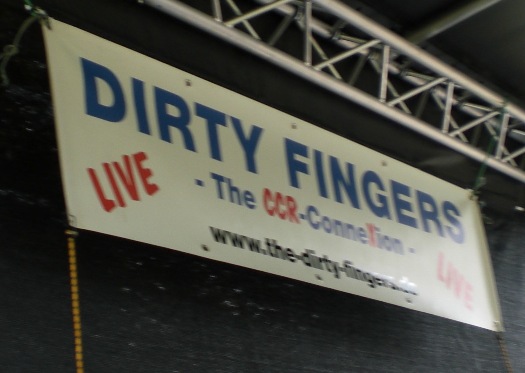 DIRTY FINGERS
LIVE - The CCR-ConneXion - LIVE
www.the-dirty-fingers.de